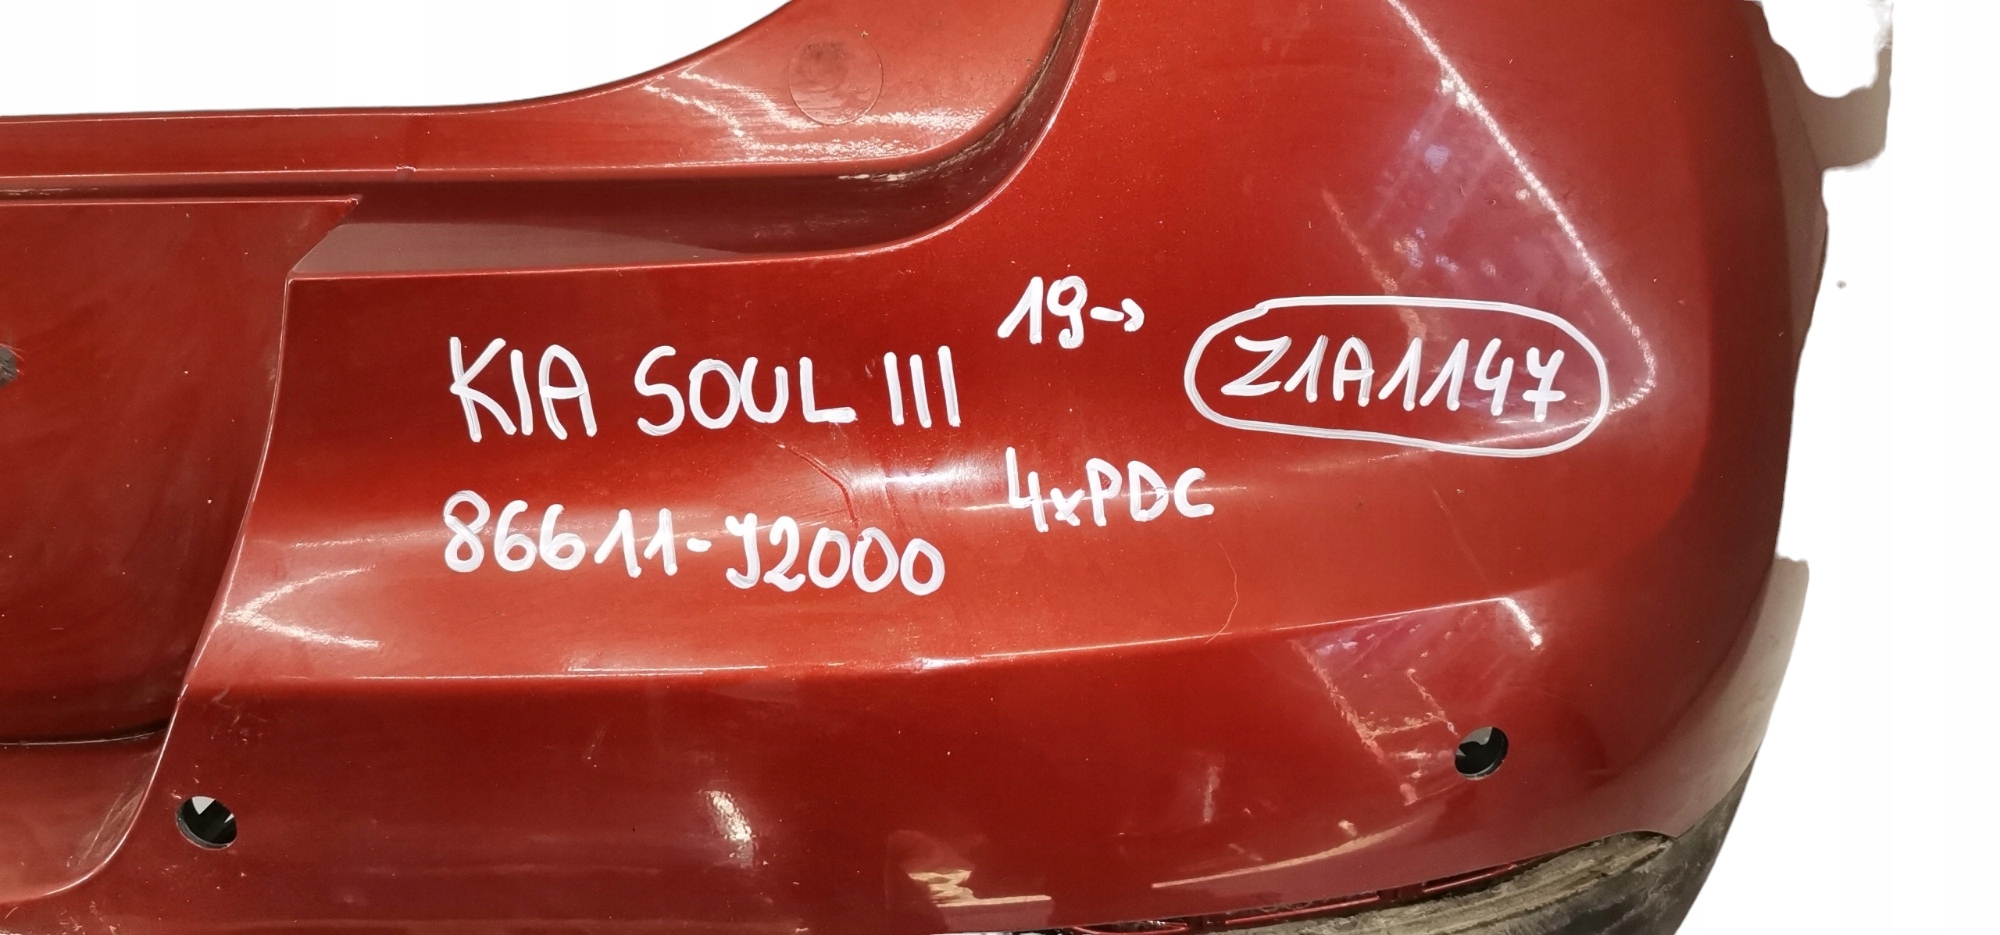 KIA SOUL III 19→
Z1A1147
86611-J2000
4xPDC